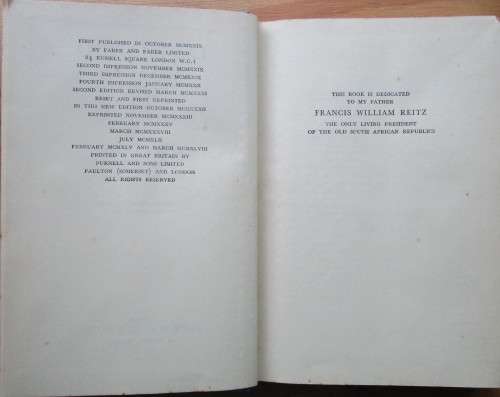 FIRST PUBLISHED IN OCTOBER MCMXXIX
BY FABER AND FABER LIMITED
24 RUSSELL SQUARE LONDON W.C.1
SECOND IMPRESSION NOVEMBER MCMXXIX
THIRD IMPRESSION DECEMBER MCMXXIX
FOURTH IMPRESSION JANUARY MCMXXX
SECOND EDITION REVISED MARCH MCMXXXI
RESET AND FIRST REPRINTED
IN THIS NEW EDITION OCTOBER MCMXXXII
REPRINTED NOVEMBER MCMXXXIII
FEBRUARY MCMXXXV
MARCH MCMXXXVIII
JULY MCMXLII
FEBRUARY MCMXLV AND MARCH MCMXLVIII
PRINTED IN GREAT BRITAIN BY
PURNELL AND SONS LIMITED
PAULTON (SOMERSET) AND LONDON
ALL RIGHTS RESERVED
THIS BOOK IS DEDICATED
TO MY FATHER
FRANCIS WILLIAM REITZ
THE ONLY LIVING PRESIDENT
OF THE OLD SOUTH AFRICAN REPUBLICS